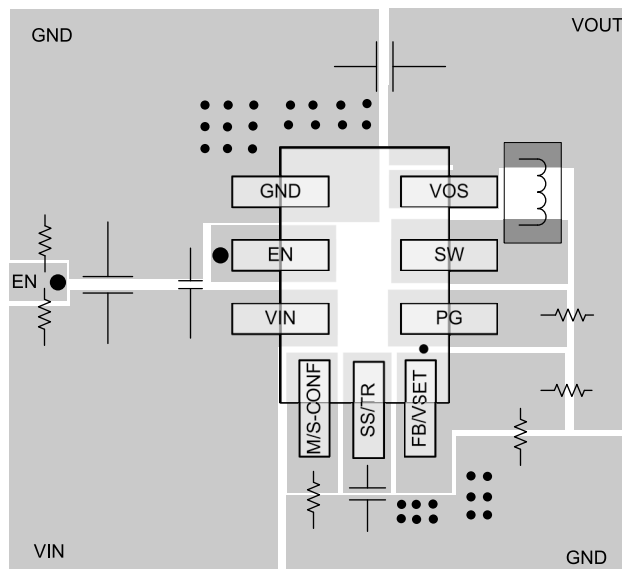 GND
VOUT
GND
VOS
EN
SW
EN
VIN
PG
M/S-CONF
SS/TR
FB/VSET
VIN
GND